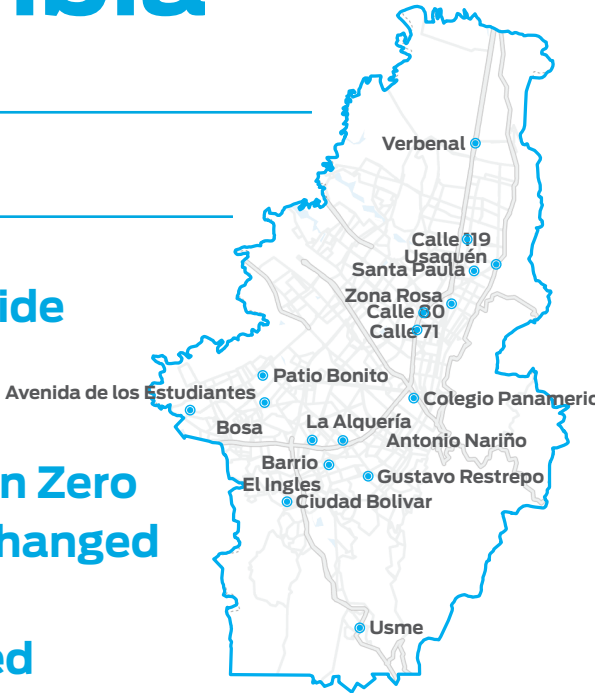 Verbenal
Calle 119
Usaquén
Santa Paula
ide
Zona Rosa
Calle 80
Calle 71
Patio Bonito
Avenida de los Estudiantes
Colegio Panameric
La Alquería
Bosa
Antonio Nariño
Barrio
El Ingles
n Zero
Gustavo Restrepo
Ciudad Bolivar
hanged
Usme
ed